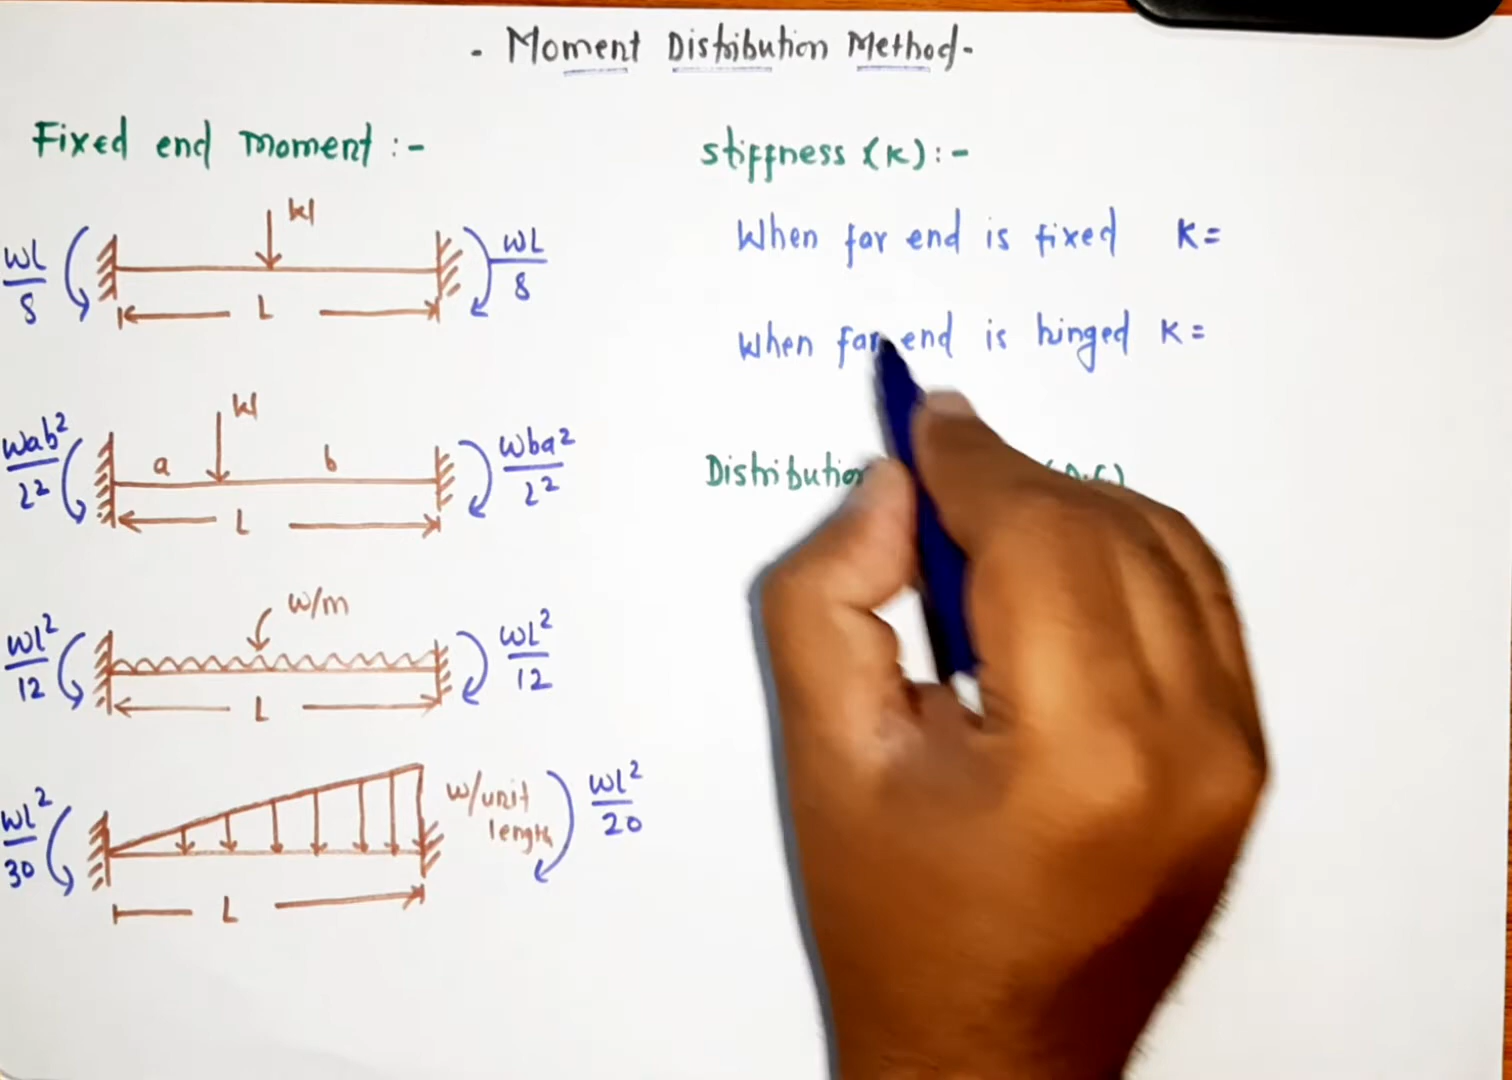 - Moment Distribution Method -
Fixed end moment :-
W
wl/8
wL/8
L
W
wab²/L²
a
b
wba²/L²
L
w/m
wl²/12
wL²/12
L
wl²/30
w/unit
length
wl²/20
L
stiffness (K) :-
When far end is fixed K=
When far end is hinged K=
Distribution